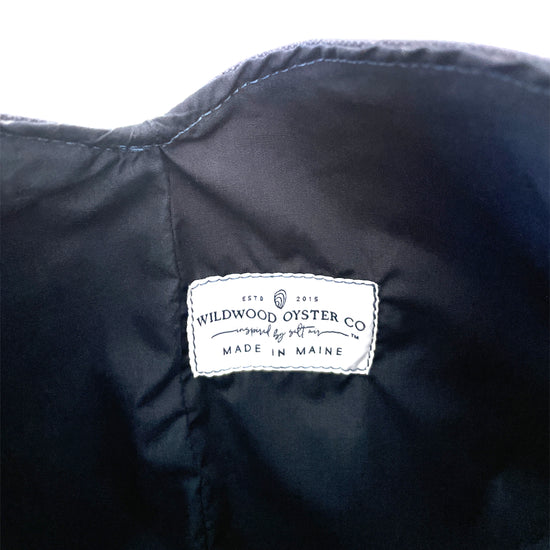 ESTD 2015
WILDWOOD OYSTER CO
inspired by salt air ™
MADE IN MAINE